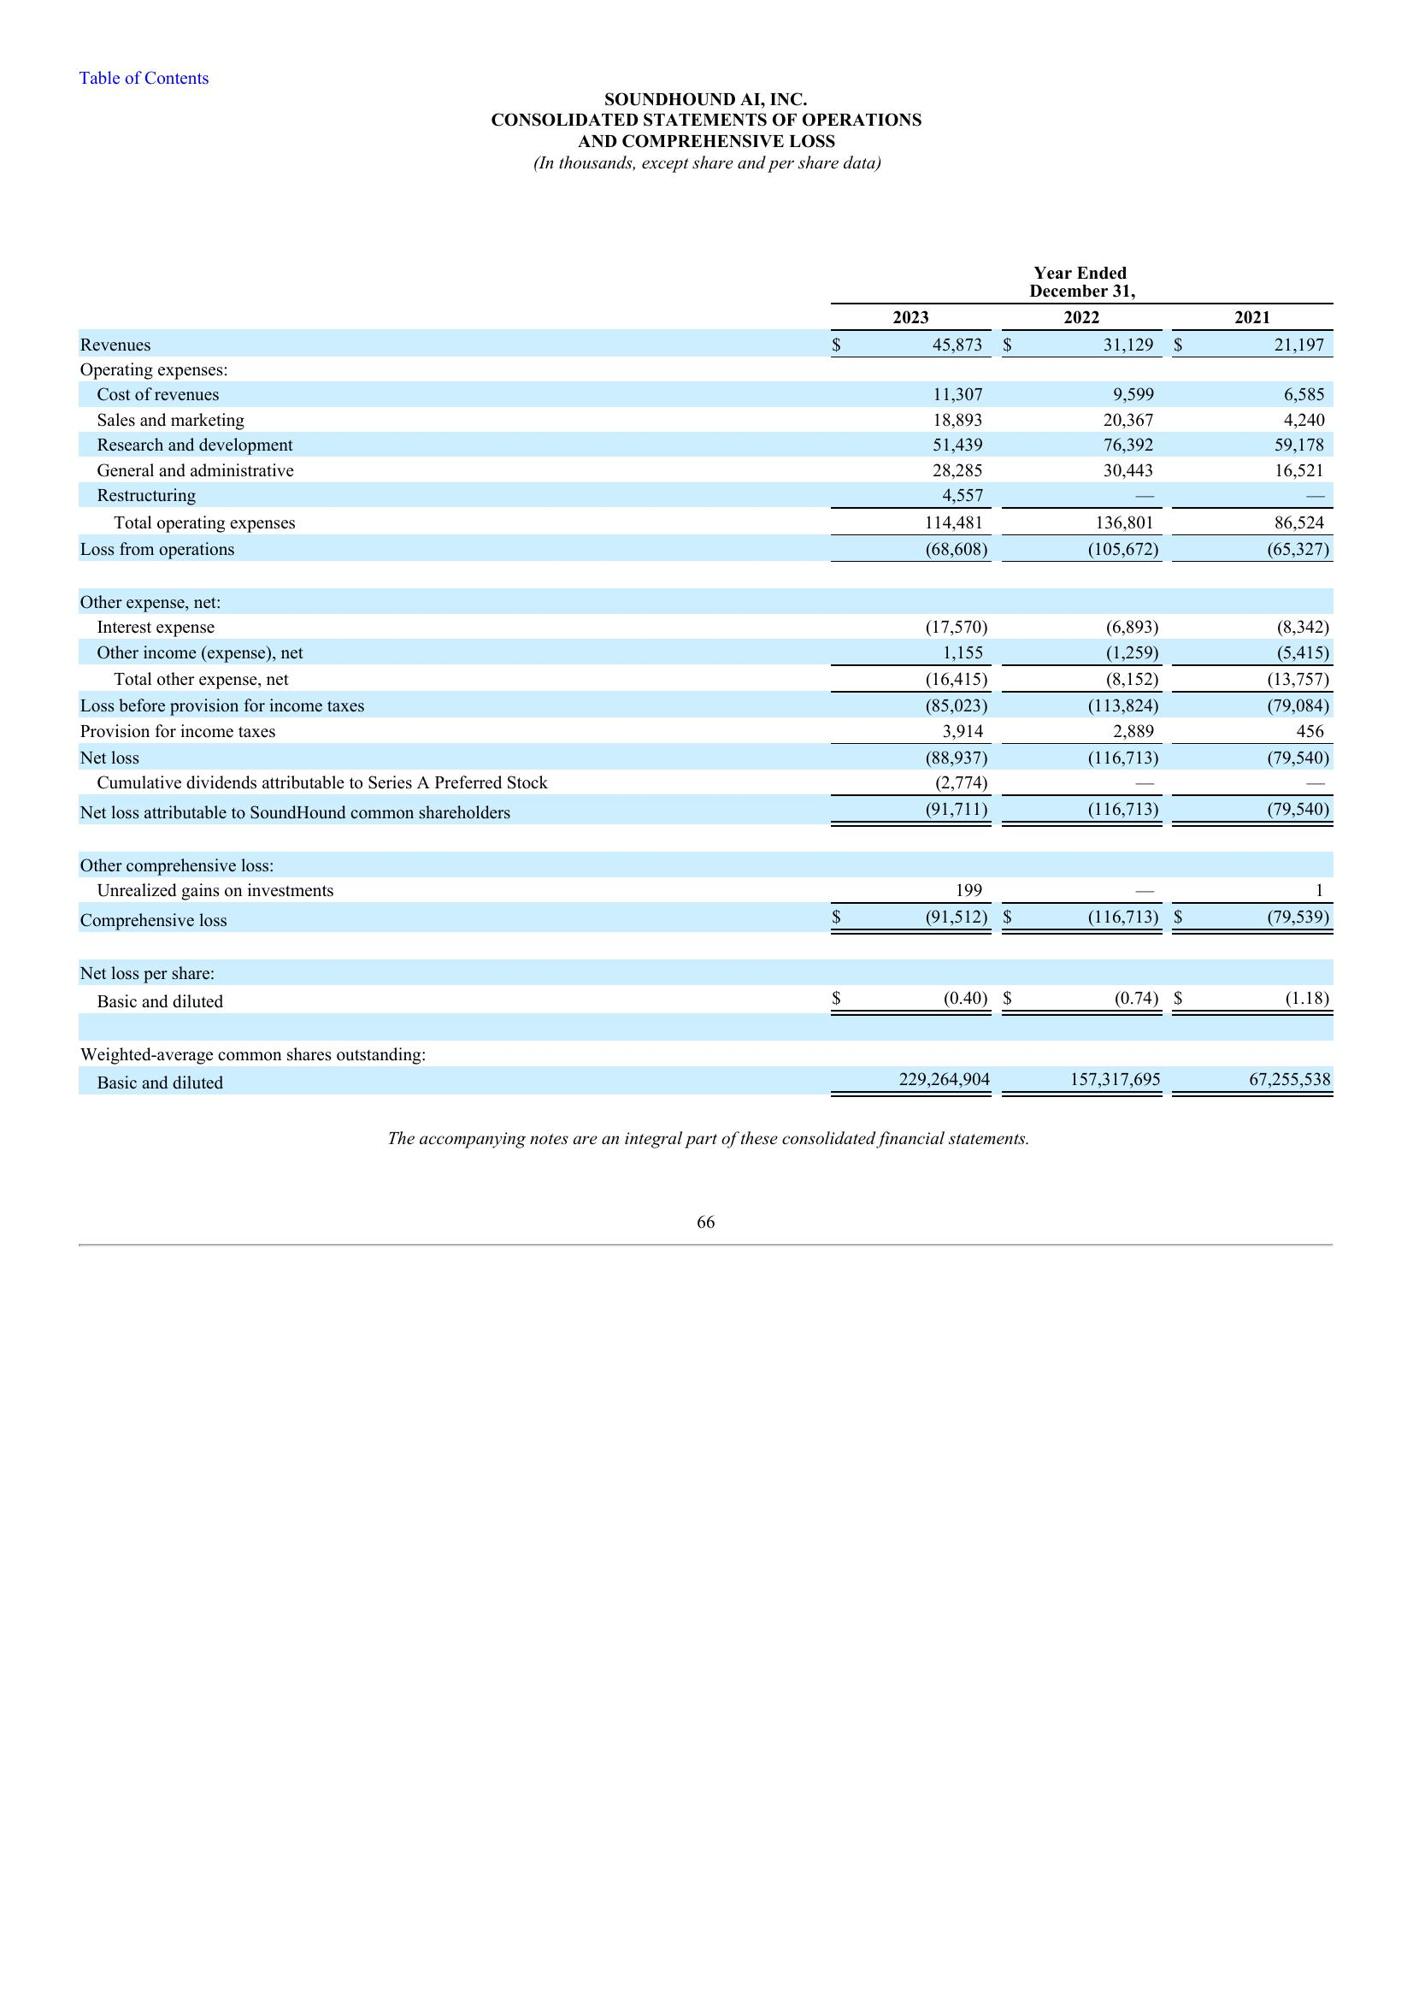 Table of Contents
SOUNDHOUND AI, INC.
CONSOLIDATED STATEMENTS OF OPERATIONS
AND COMPREHENSIVE LOSS
(In thousands, except share and per share data)
Year Ended
December 31,
2023 2022 2021
Revenues $ 45,873 $ 31,129 $ 21,197
Operating expenses:
Cost of revenues 11,307 9,599 6,585
Sales and marketing 18,893 20,367 4,240
Research and development 51,439 76,392 59,178
General and administrative 28,285 30,443 16,521
Restructuring 4,557 — —
Total operating expenses 114,481 136,801 86,524
Loss from operations (68,608) (105,672) (65,327)
Other expense, net:
Interest expense (17,570) (6,893) (8,342)
Other income (expense), net 1,155 (1,259) (5,415)
Total other expense, net (16,415) (8,152) (13,757)
Loss before provision for income taxes (85,023) (113,824) (79,084)
Provision for income taxes 3,914 2,889 456
Net loss (88,937) (116,713) (79,540)
Cumulative dividends attributable to Series A Preferred Stock (2,774) — —
Net loss attributable to SoundHound common shareholders (91,711) (116,713) (79,540)
Other comprehensive loss:
Unrealized gains on investments 199 — 1
Comprehensive loss $ (91,512) $ (116,713) $ (79,539)
Net loss per share:
Basic and diluted $ (0.40) $ (0.74) $ (1.18)
Weighted-average common shares outstanding:
Basic and diluted 229,264,904 157,317,695 67,255,538
The accompanying notes are an integral part of these consolidated financial statements.
66